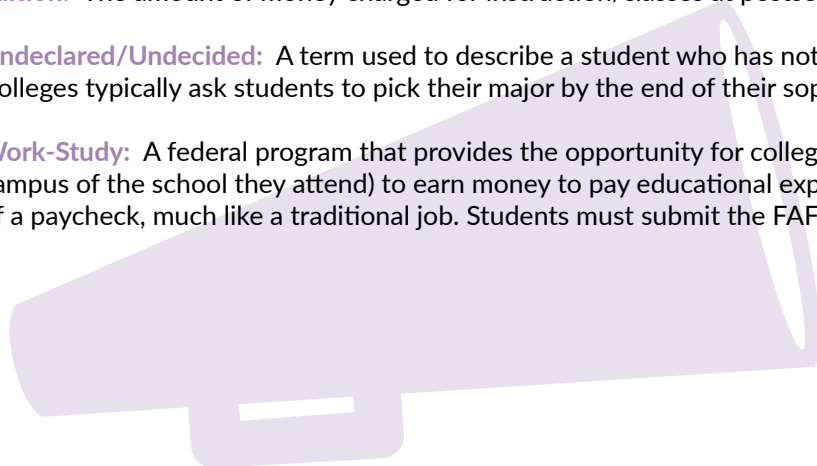 ndeclared/Undecided: A term used to describe a student who has not
olleges typically ask students to pick their major by the end of their sop
Work-Study: A federal program that provides the opportunity for colleg
ampus of the school they attend) to earn money to pay educational exp
f a paycheck, much like a traditional job. Students must submit the FAF